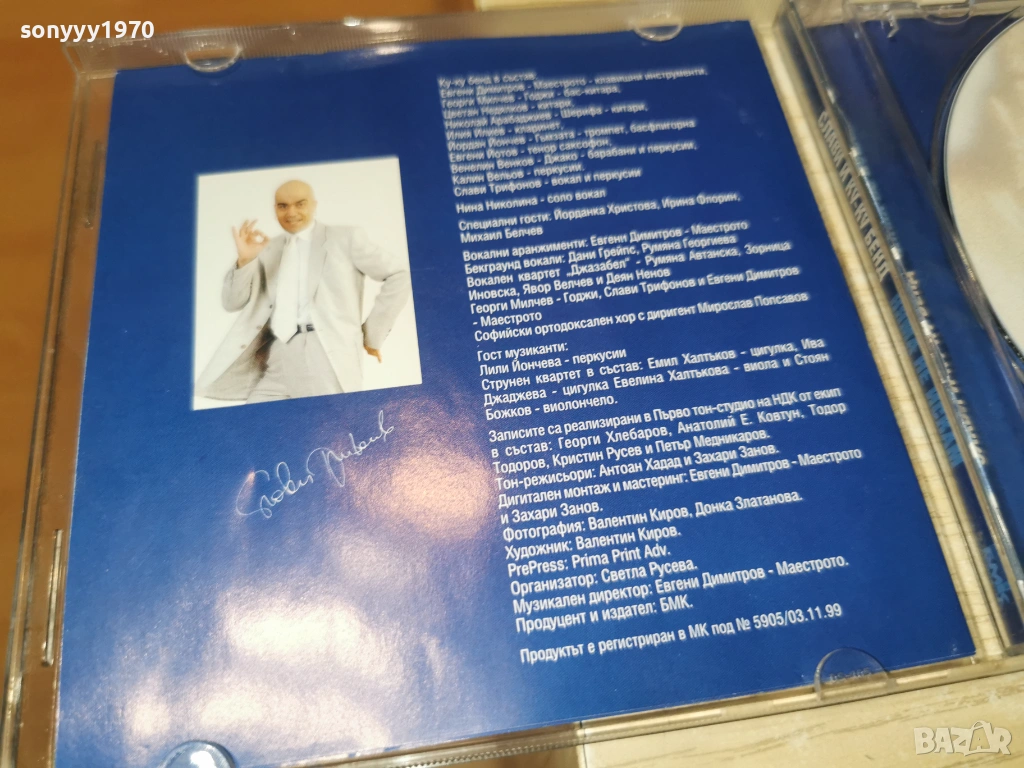 sonyyy1970
Ку-ку бенд в състав
Евгени Димитров - Маестрото - клавишни инструменти,
Георги Милчев - Годжи - бас-китара,
Цветан Недялков - китара,
Николай Арабаджиев - Шерифа - китари,
Илия Илиев - кларинет,
Йордан Йончев - Гъмзата - тромпет, басфлигорна
Евгени Йотов - тенор саксофон,
Венелин Венков - Джако - барабани и перкусии,
Калин Вельов - перкусии,
Слави Трифонов - вокал и перкусии
Нина Николина - соло вокал
Специални гости: Йорданка Христова, Ирина Флорин,
Михаил Белчев
Вокални аранжименти: Евгени Димитров - Маестрото
Бекграунд вокали: Дани Грейпс, Румяна Георгиева
Вокален квартет "Джазабел" - Румяна Автанска, Зорница
Иновска, Явор Велчев и Деян Ненов
Георги Милчев - Годжи, Слави Трифонов и Евгени Димитров
- Маестрото
Софийски ортодоксален хор с диригент Мирослав Попсавов
Гост музиканти:
Лили Йончева - перкусии
Струнен квартет в състав: Емил Халтъков - цигулка, Ива
Джаджева - цигулка Евелина Халтъкова - виола и Стоян
Божков - виолончело.
Записите са реализирани в Първо тон-студио на НДК от екип
в състав: Георги Хлебаров, Анатолий Е. Ковтун, Тодор
Тодоров, Кристин Русев и Петър Медникаров.
Тон-режисьори: Антоан Хадад и Захари Занов.
Дигитален монтаж и мастеринг: Евгени Димитров - Маестрото
и Захари Занов.
Фотография: Валентин Киров, Донка Златанова.
Художник: Валентин Киров.
PrePress: Prima Print Adv.
Организатор: Светла Русева.
Музикален директор: Евгени Димитров - Маестрото.
Продуцент и издател: БМК.
Продуктът е регистриран в МК под № 5905/03.11.99
BAZAR